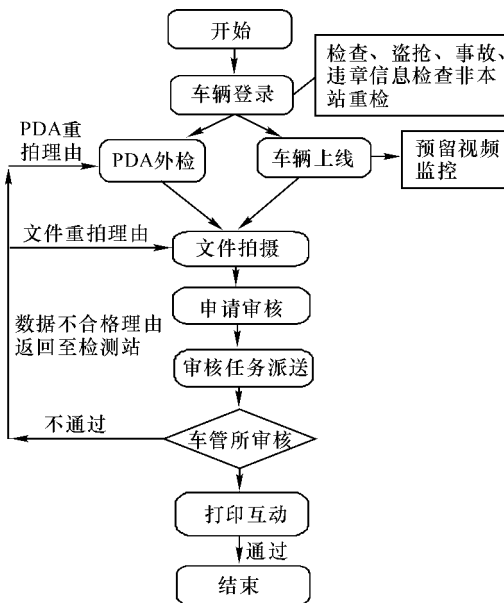 开始
检查、盗抢、事故、
违章信息检查非本
站重检
车辆登录
PDA重
拍理由
PDA外检
车辆上线
预留视频
监控
文件重拍理由
文件拍摄
申请审核
数据不合格理由
返回至检测站
审核任务派送
不通过
车管所审核
打印互动
通过
结束